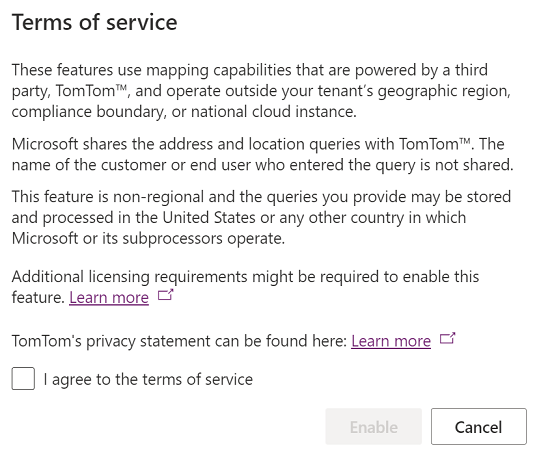 Terms of service
These features use mapping capabilities that are powered by a third
party, TomTom™, and operate outside your tenant's geographic region,
compliance boundary, or national cloud instance.
Microsoft shares the address and location queries with TomTom™. The
name of the customer or end user who entered the query is not shared.
This feature is non-regional and the queries you provide may be stored
and processed in the United States or any other country in which
Microsoft or its subprocessors operate.
Additional licensing requirements might be required to enable this
feature. Learn more
TomTom's privacy statement can be found here: Learn more
I agree to the terms of service
Enable Cancel